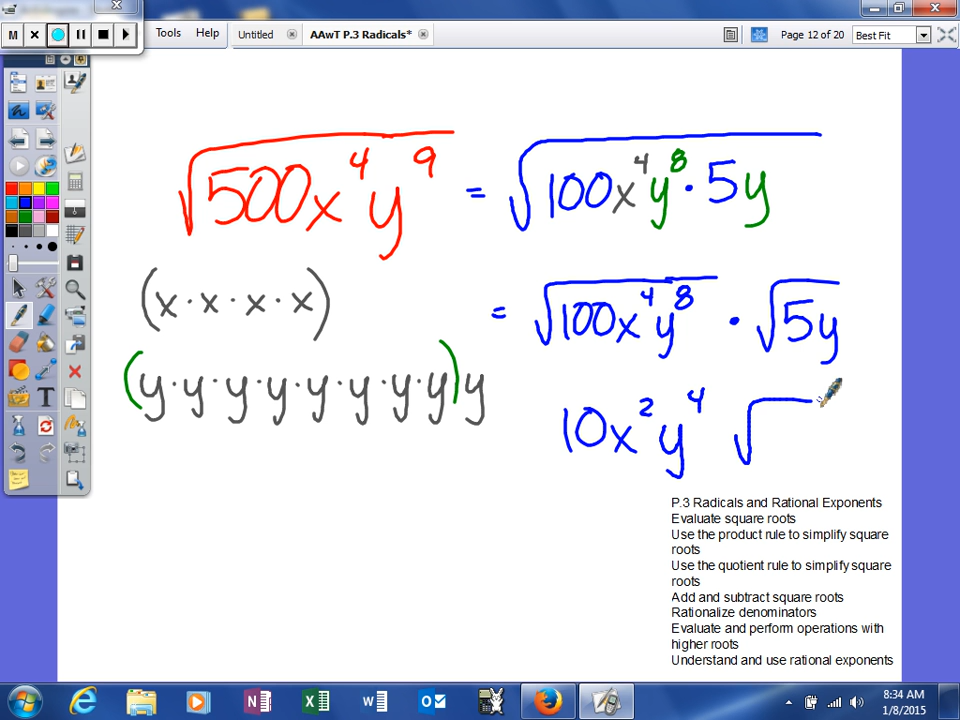 M
Tools Help Untitled AAwT P.3 Radicals* Page 12 of 20 Best Fit
√500x⁴y⁹ = √100x⁴y⁸·5y
(x·x·x·x)
= √100x⁴y⁸ · √5y
(y·y·y·y·y·y·y·y)y
10x²y⁴ √
T
P.3 Radicals and Rational Exponents
Evaluate square roots
Use the product rule to simplify square
roots
Use the quotient rule to simplify square
roots
Add and subtract square roots
Rationalize denominators
Evaluate and perform operations with
higher roots
Understand and use rational exponents
8:34 AM
1/8/2015